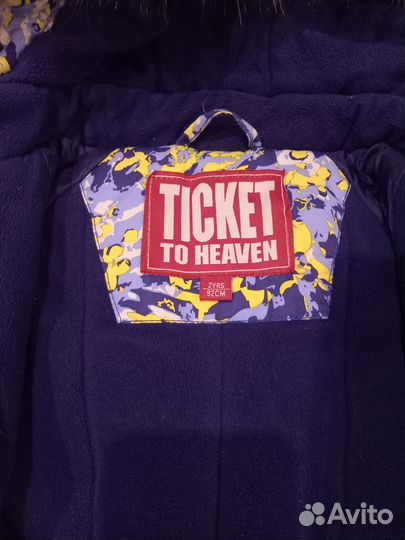 TICKET
TO HEAVEN
2YRS
92CM
Avito